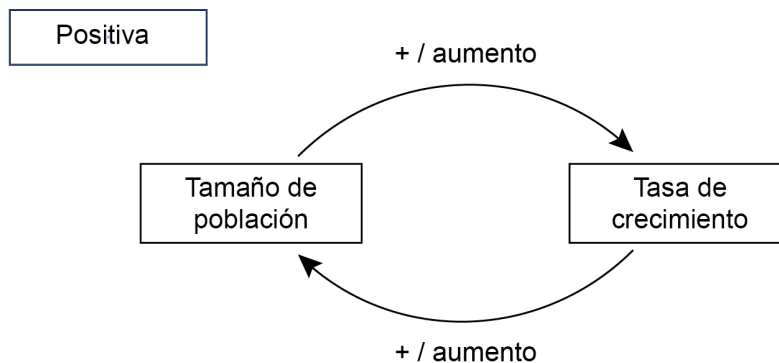 Positiva
+ / aumento
Tamaño de
población
Tasa de
crecimiento
+ / aumento